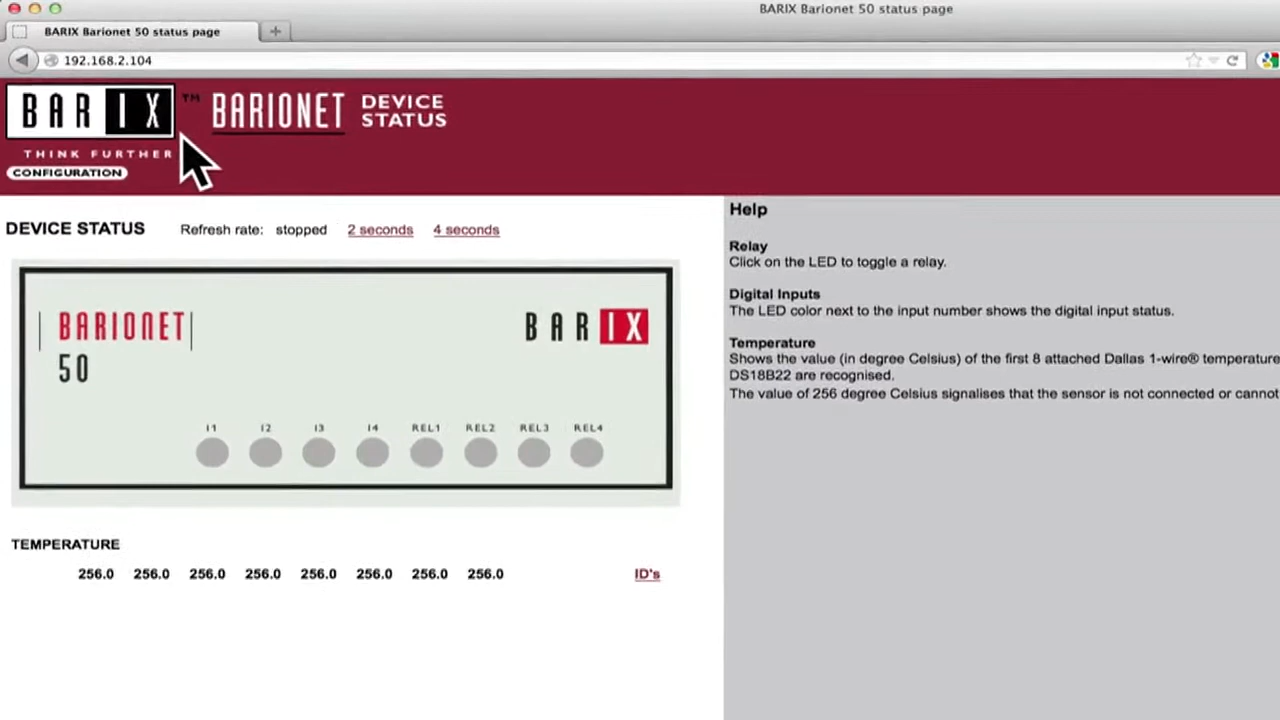 BARIX Barionet 50 status page
BARIX Barionet 50 status page
192.168.2.104
BARIX™ BARIONET DEVICE STATUS
THINK FURTHER
CONFIGURATION
DEVICE STATUS Refresh rate: stopped 2 seconds 4 seconds
BARIONET BARIX
50
I1 I2 I3 I4 REL1 REL2 REL3 REL4
TEMPERATURE
256.0 256.0 256.0 256.0 256.0 256.0 256.0 256.0 ID's
Help
Relay
Click on the LED to toggle a relay.
Digital Inputs
The LED color next to the input number shows the digital input status.
Temperature
Shows the value (in degree Celsius) of the first 8 attached Dallas 1-wire® temperature
DS18B22 are recognised.
The value of 256 degree Celsius signalises that the sensor is not connected or cannot